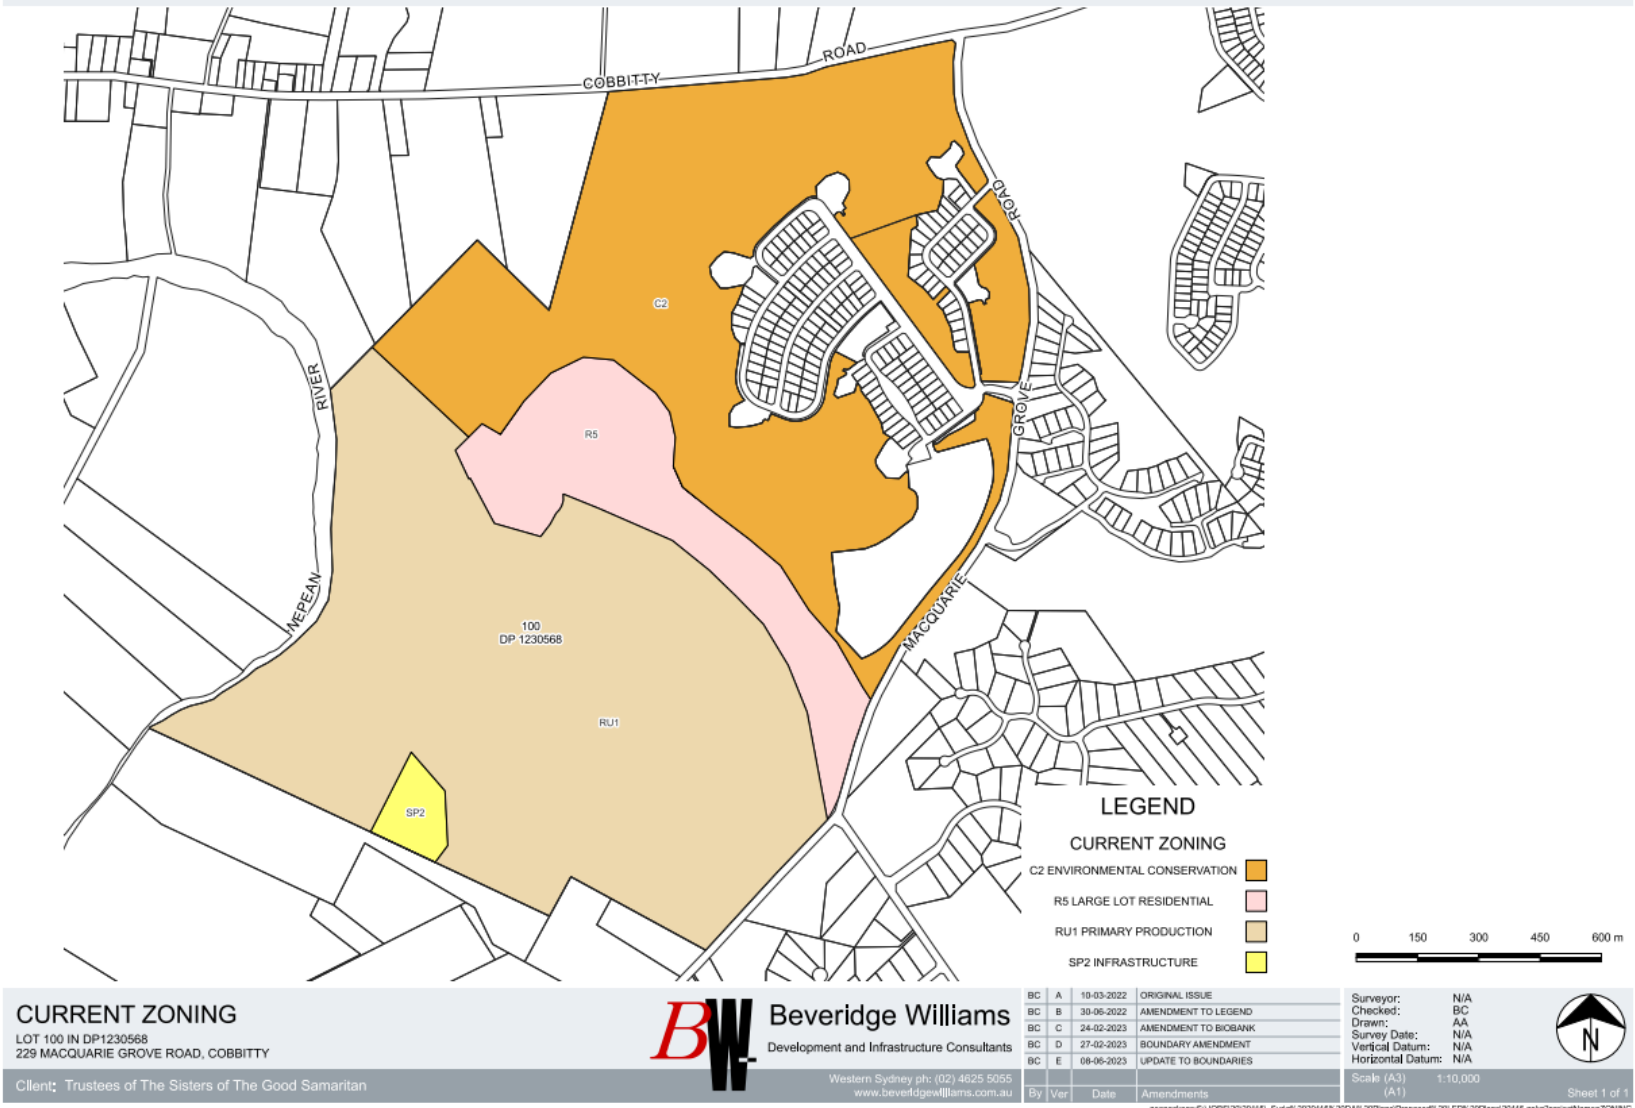 COBBITTY ROAD
ROAD
C2
RIVER
GROVE
R5
NEPEAN
MACQUARIE
100
DP 1230568
RU1
SP2
LEGEND
CURRENT ZONING
C2 ENVIRONMENTAL CONSERVATION
R5 LARGE LOT RESIDENTIAL
RU1 PRIMARY PRODUCTION
SP2 INFRASTRUCTURE
0 150 300 450 600 m
CURRENT ZONING
LOT 100 IN DP1230568
229 MACQUARIE GROVE ROAD, COBBITTY
Client: Trustees of The Sisters of The Good Samaritan
BW
Beveridge Williams
Development and Infrastructure Consultants
Western Sydney ph: (02) 4625 5055
www.beveridgewilliams.com.au
BC A 10-03-2022 ORIGINAL ISSUE
BC B 30-06-2022 AMENDMENT TO LEGEND
BC C 24-02-2023 AMENDMENT TO BIOBANK
BC D 27-02-2023 BOUNDARY AMENDMENT
BC E 08-06-2023 UPDATE TO BOUNDARIES
By Ver Date Amendments
Surveyor: N/A
Checked: BC
Drawn: AA
Survey Date: N/A
Vertical Datum: N/A
Horizontal Datum: N/A
Scale (A3) 1:10,000
(A1)
N
Sheet 1 of 1